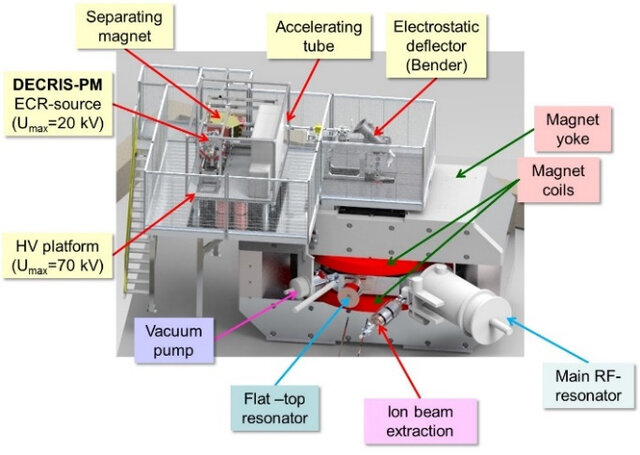 Separating
magnet
Accelerating
tube
Electrostatic
deflector
(Bender)
DECRIS-PM
ECR-source
(Umax=20 kV)
Magnet
yoke
Magnet
coils
HV platform
(Umax=70 kV)
Vacuum
pump
Flat –top
resonator
Ion beam
extraction
Main RF-
resonator